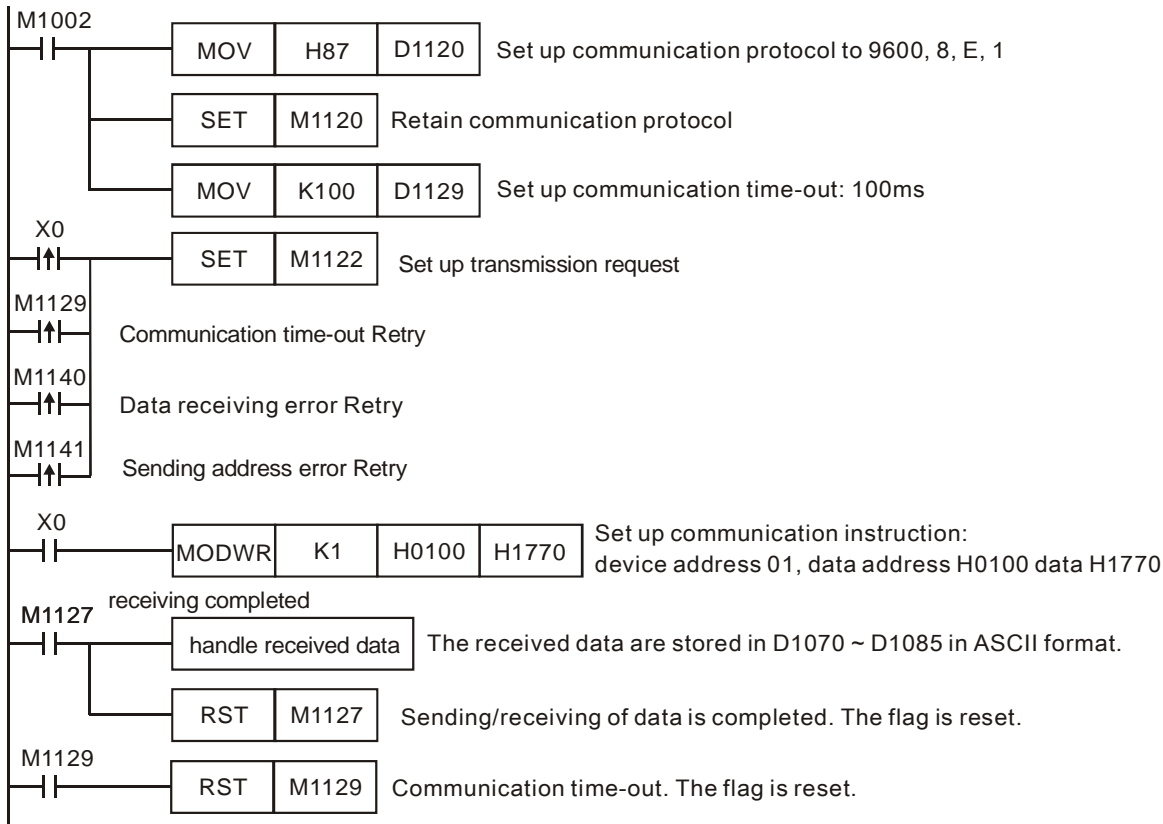 M1002
MOV H87 D1120 Set up communication protocol to 9600, 8, E, 1
SET M1120 Retain communication protocol
MOV K100 D1129 Set up communication time-out: 100ms
X0
SET M1122 Set up transmission request
M1129
Communication time-out Retry
M1140
Data receiving error Retry
M1141
Sending address error Retry
X0
MODWR K1 H0100 H1770 Set up communication instruction:
device address 01, data address H0100 data H1770
receiving completed
M1127
handle received data The received data are stored in D1070 ~ D1085 in ASCII format.
RST M1127 Sending/receiving of data is completed. The flag is reset.
M1129
RST M1129 Communication time-out. The flag is reset.